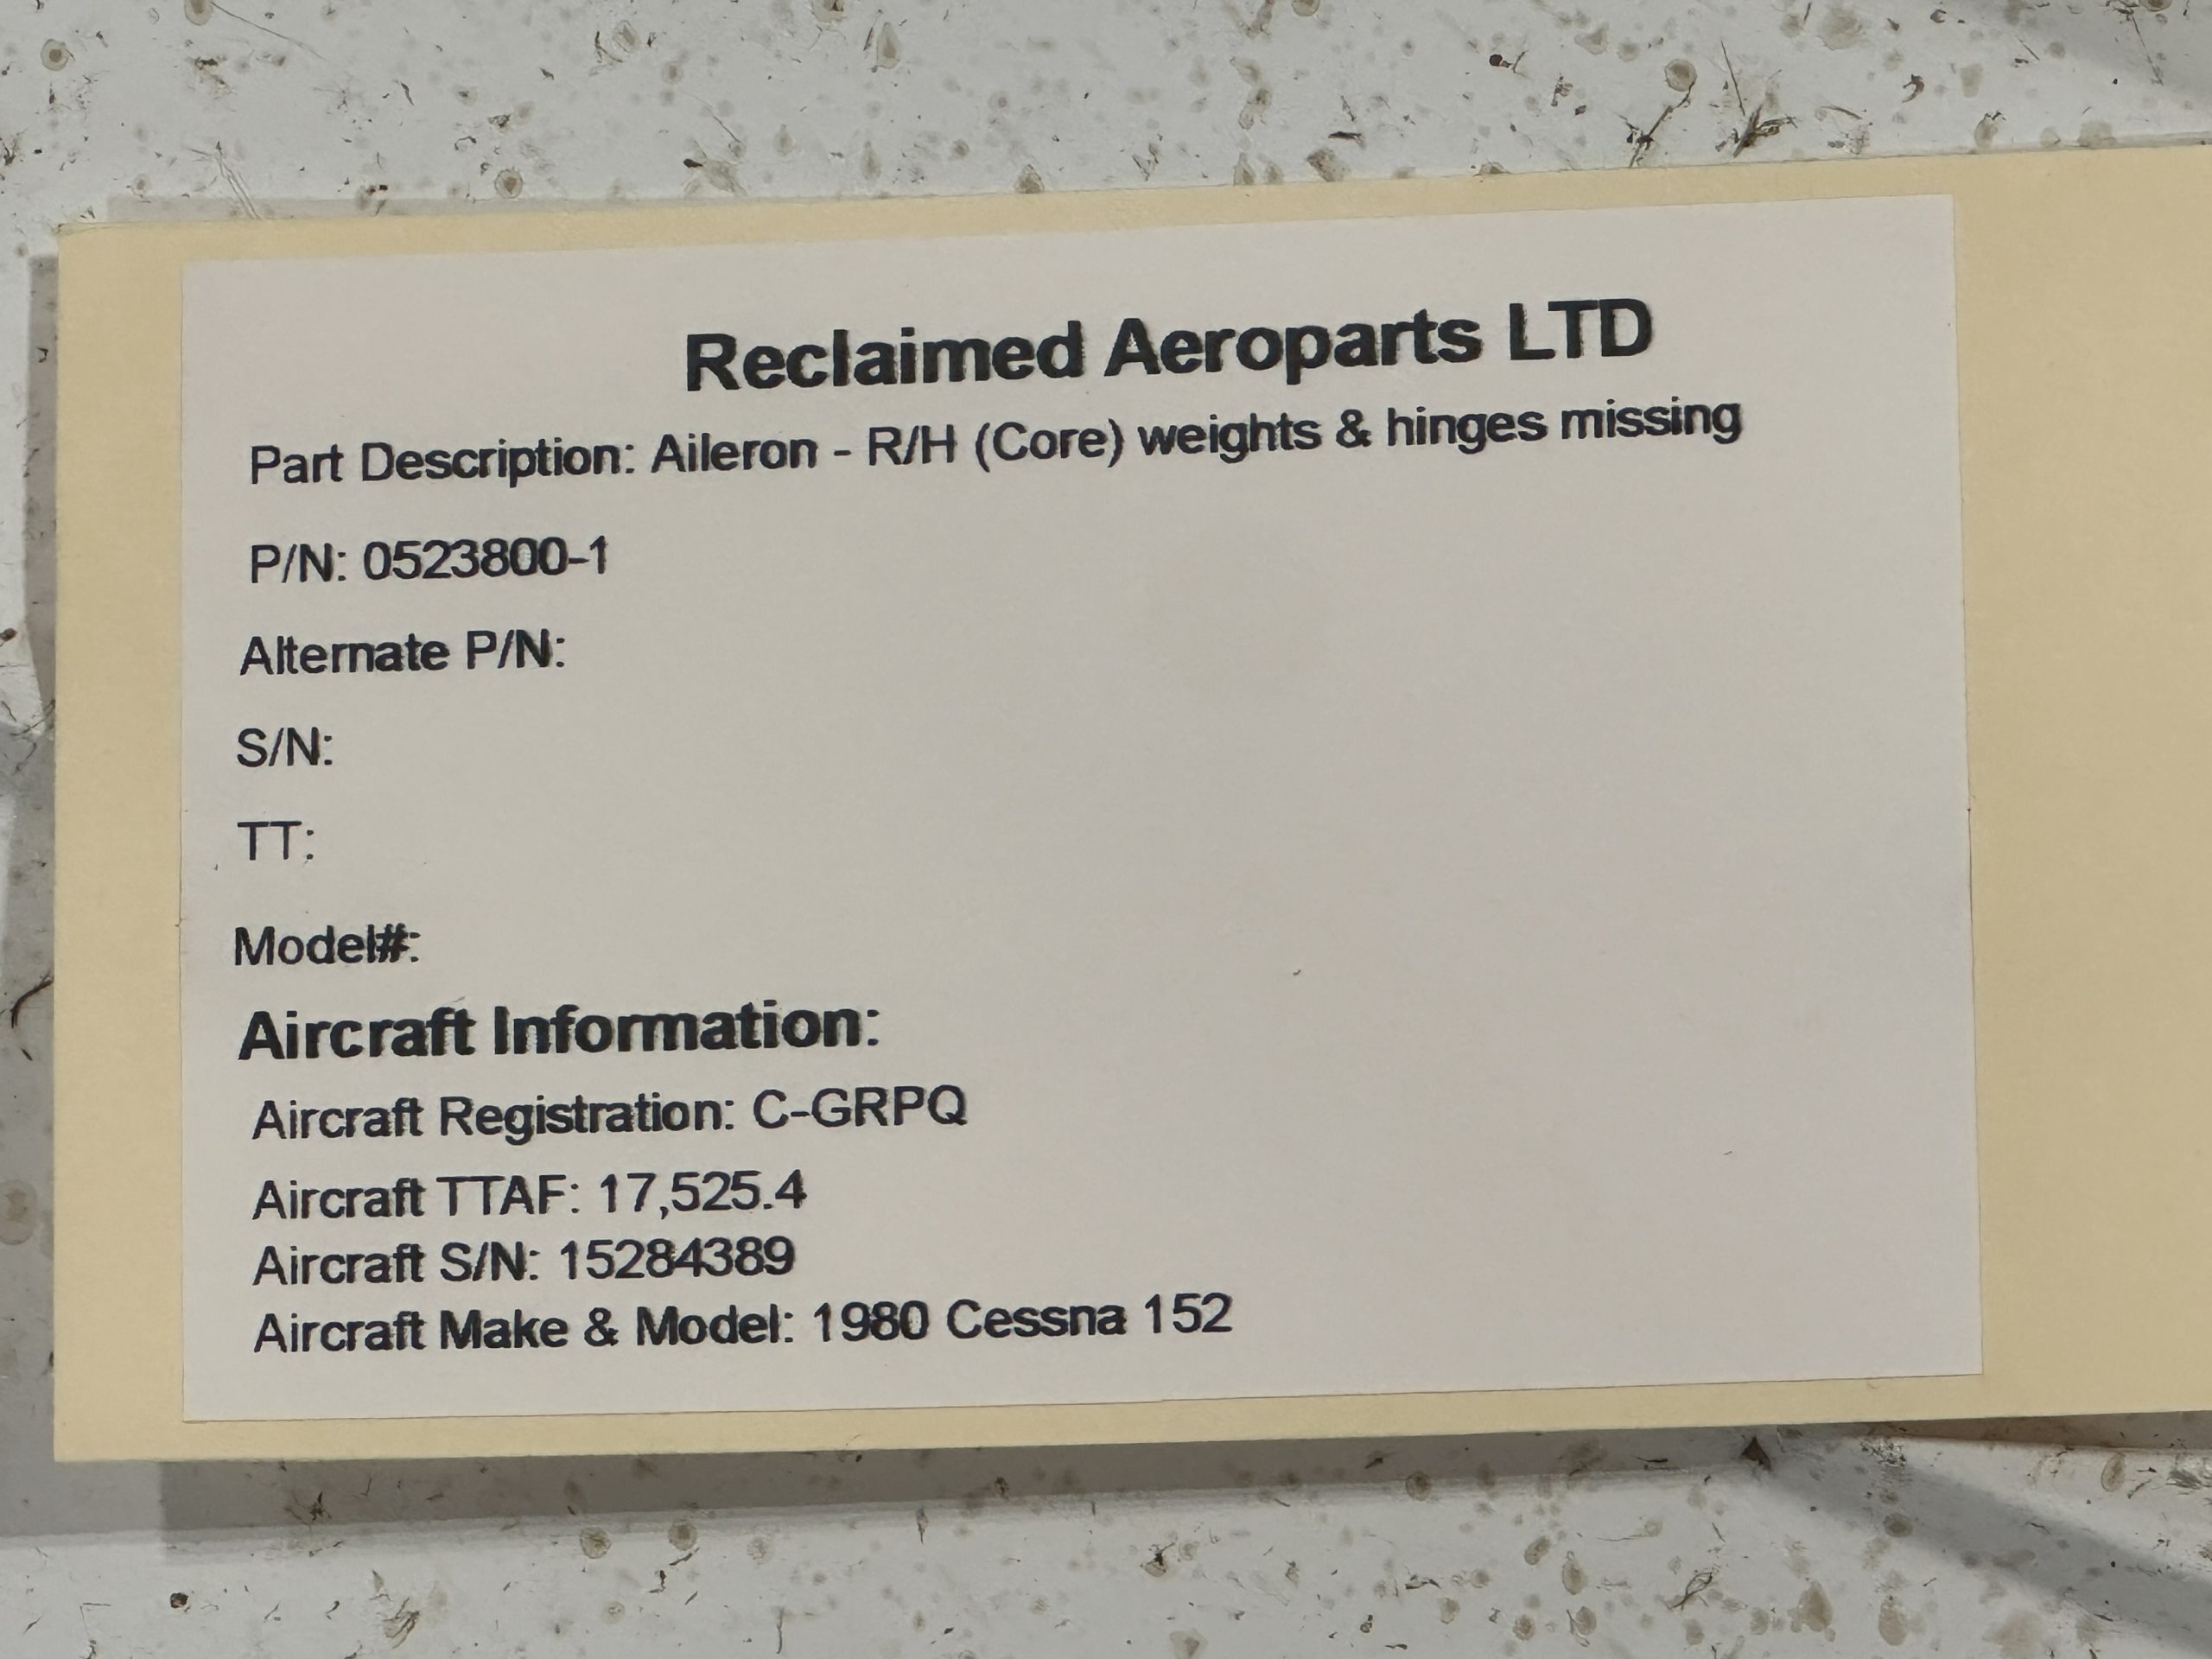 Reclaimed Aeroparts LTD
Part Description: Aileron - R/H (Core) weights & hinges missing
P/N: 0523800-1
Alternate P/N:
S/N:
TT:
Model#:
Aircraft Information:
Aircraft Registration: C-GRPQ
Aircraft TTAF: 17,525.4
Aircraft S/N: 15284389
Aircraft Make & Model: 1980 Cessna 152